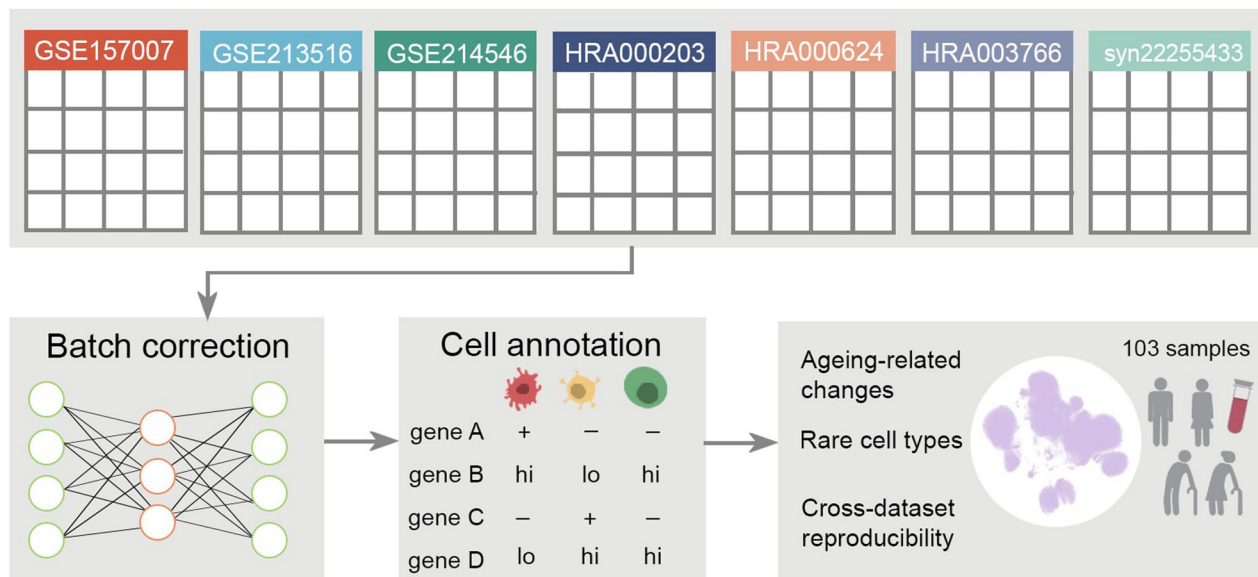 GSE157007 GSE213516 GSE214546 HRA000203 HRA000624 HRA003766 syn22255433
Batch correction
Cell annotation
gene A + – –
gene B hi lo hi
gene C – + –
gene D lo hi hi
Ageing-related
changes
Rare cell types
Cross-dataset
reproducibility
103 samples